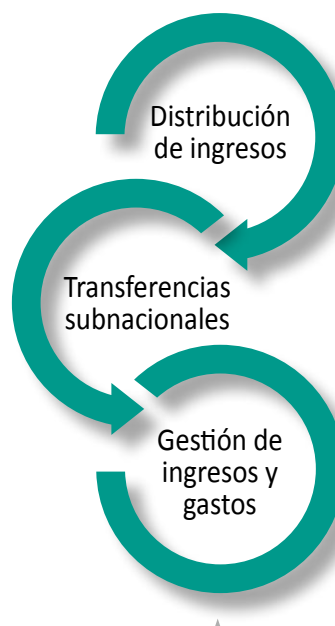 Distribución
de ingresos
Transferencias
subnacionales
Gestión de
ingresos y
gastos